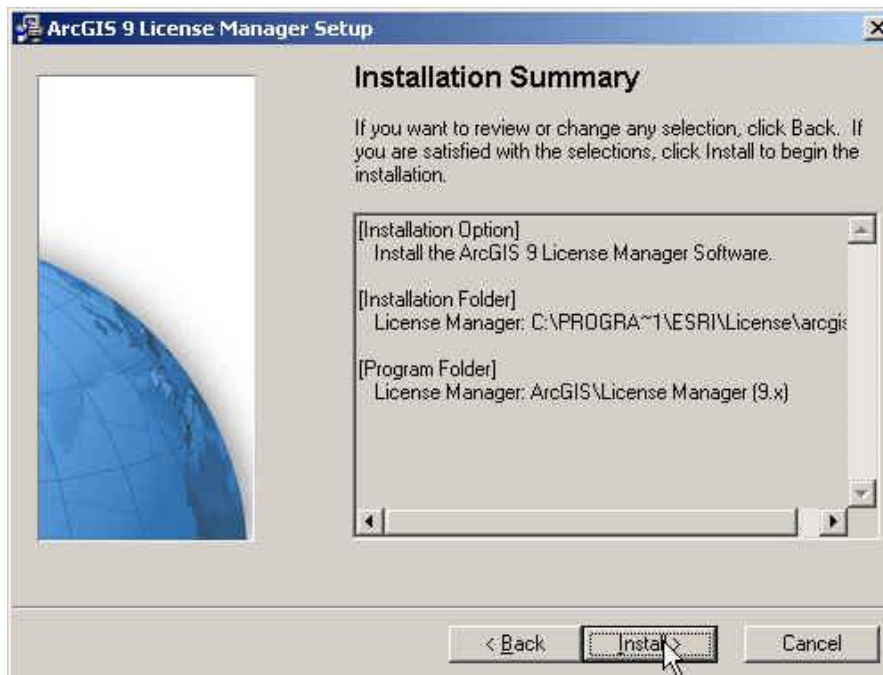 ArcGIS 9 License Manager Setup
Installation Summary
If you want to review or change any selection, click Back. If
you are satisfied with the selections, click Install to begin the
installation.
[Installation Option]
Install the ArcGIS 9 License Manager Software.
[Installation Folder]
License Manager: C:\PROGRA~1\ESRI\License\arcgis
[Program Folder]
License Manager: ArcGIS\License Manager (9.x)
< Back
Install >
Cancel